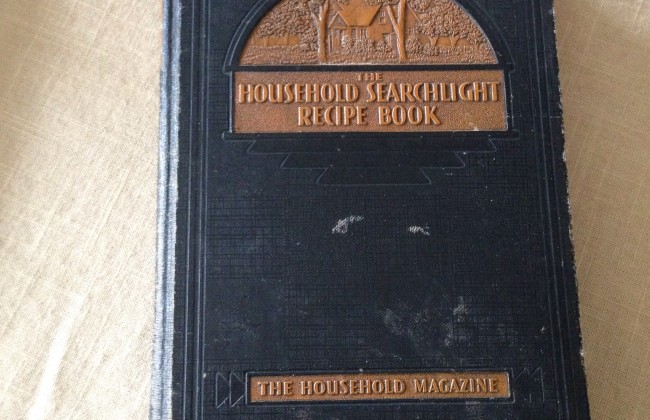 THE
HOUSEHOLD SEARCHLIGHT
RECIPE BOOK
THE HOUSEHOLD MAGAZINE